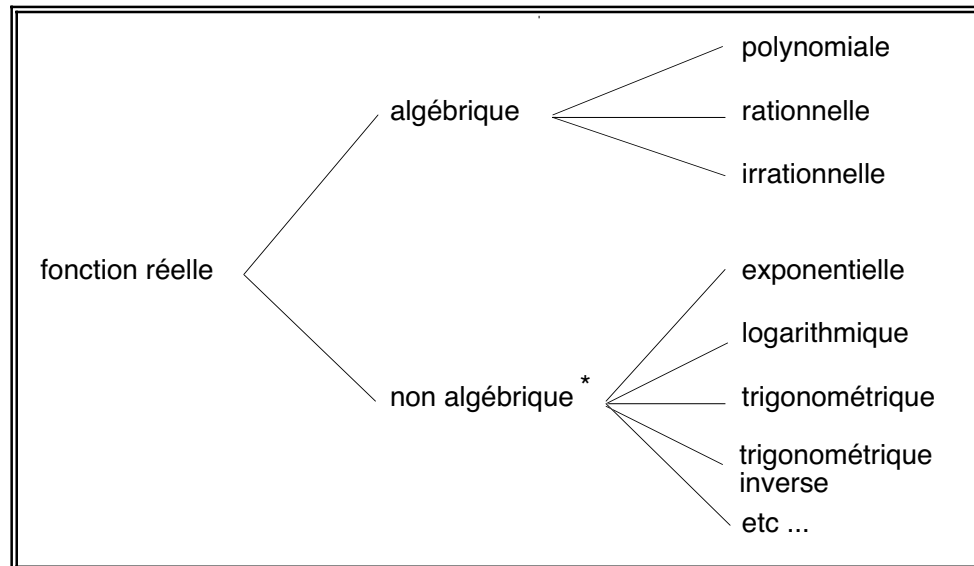 polynomiale
algébrique
rationnelle
irrationnelle
fonction réelle
exponentielle
logarithmique
non algébrique *
trigonométrique
trigonométrique
inverse
etc ...